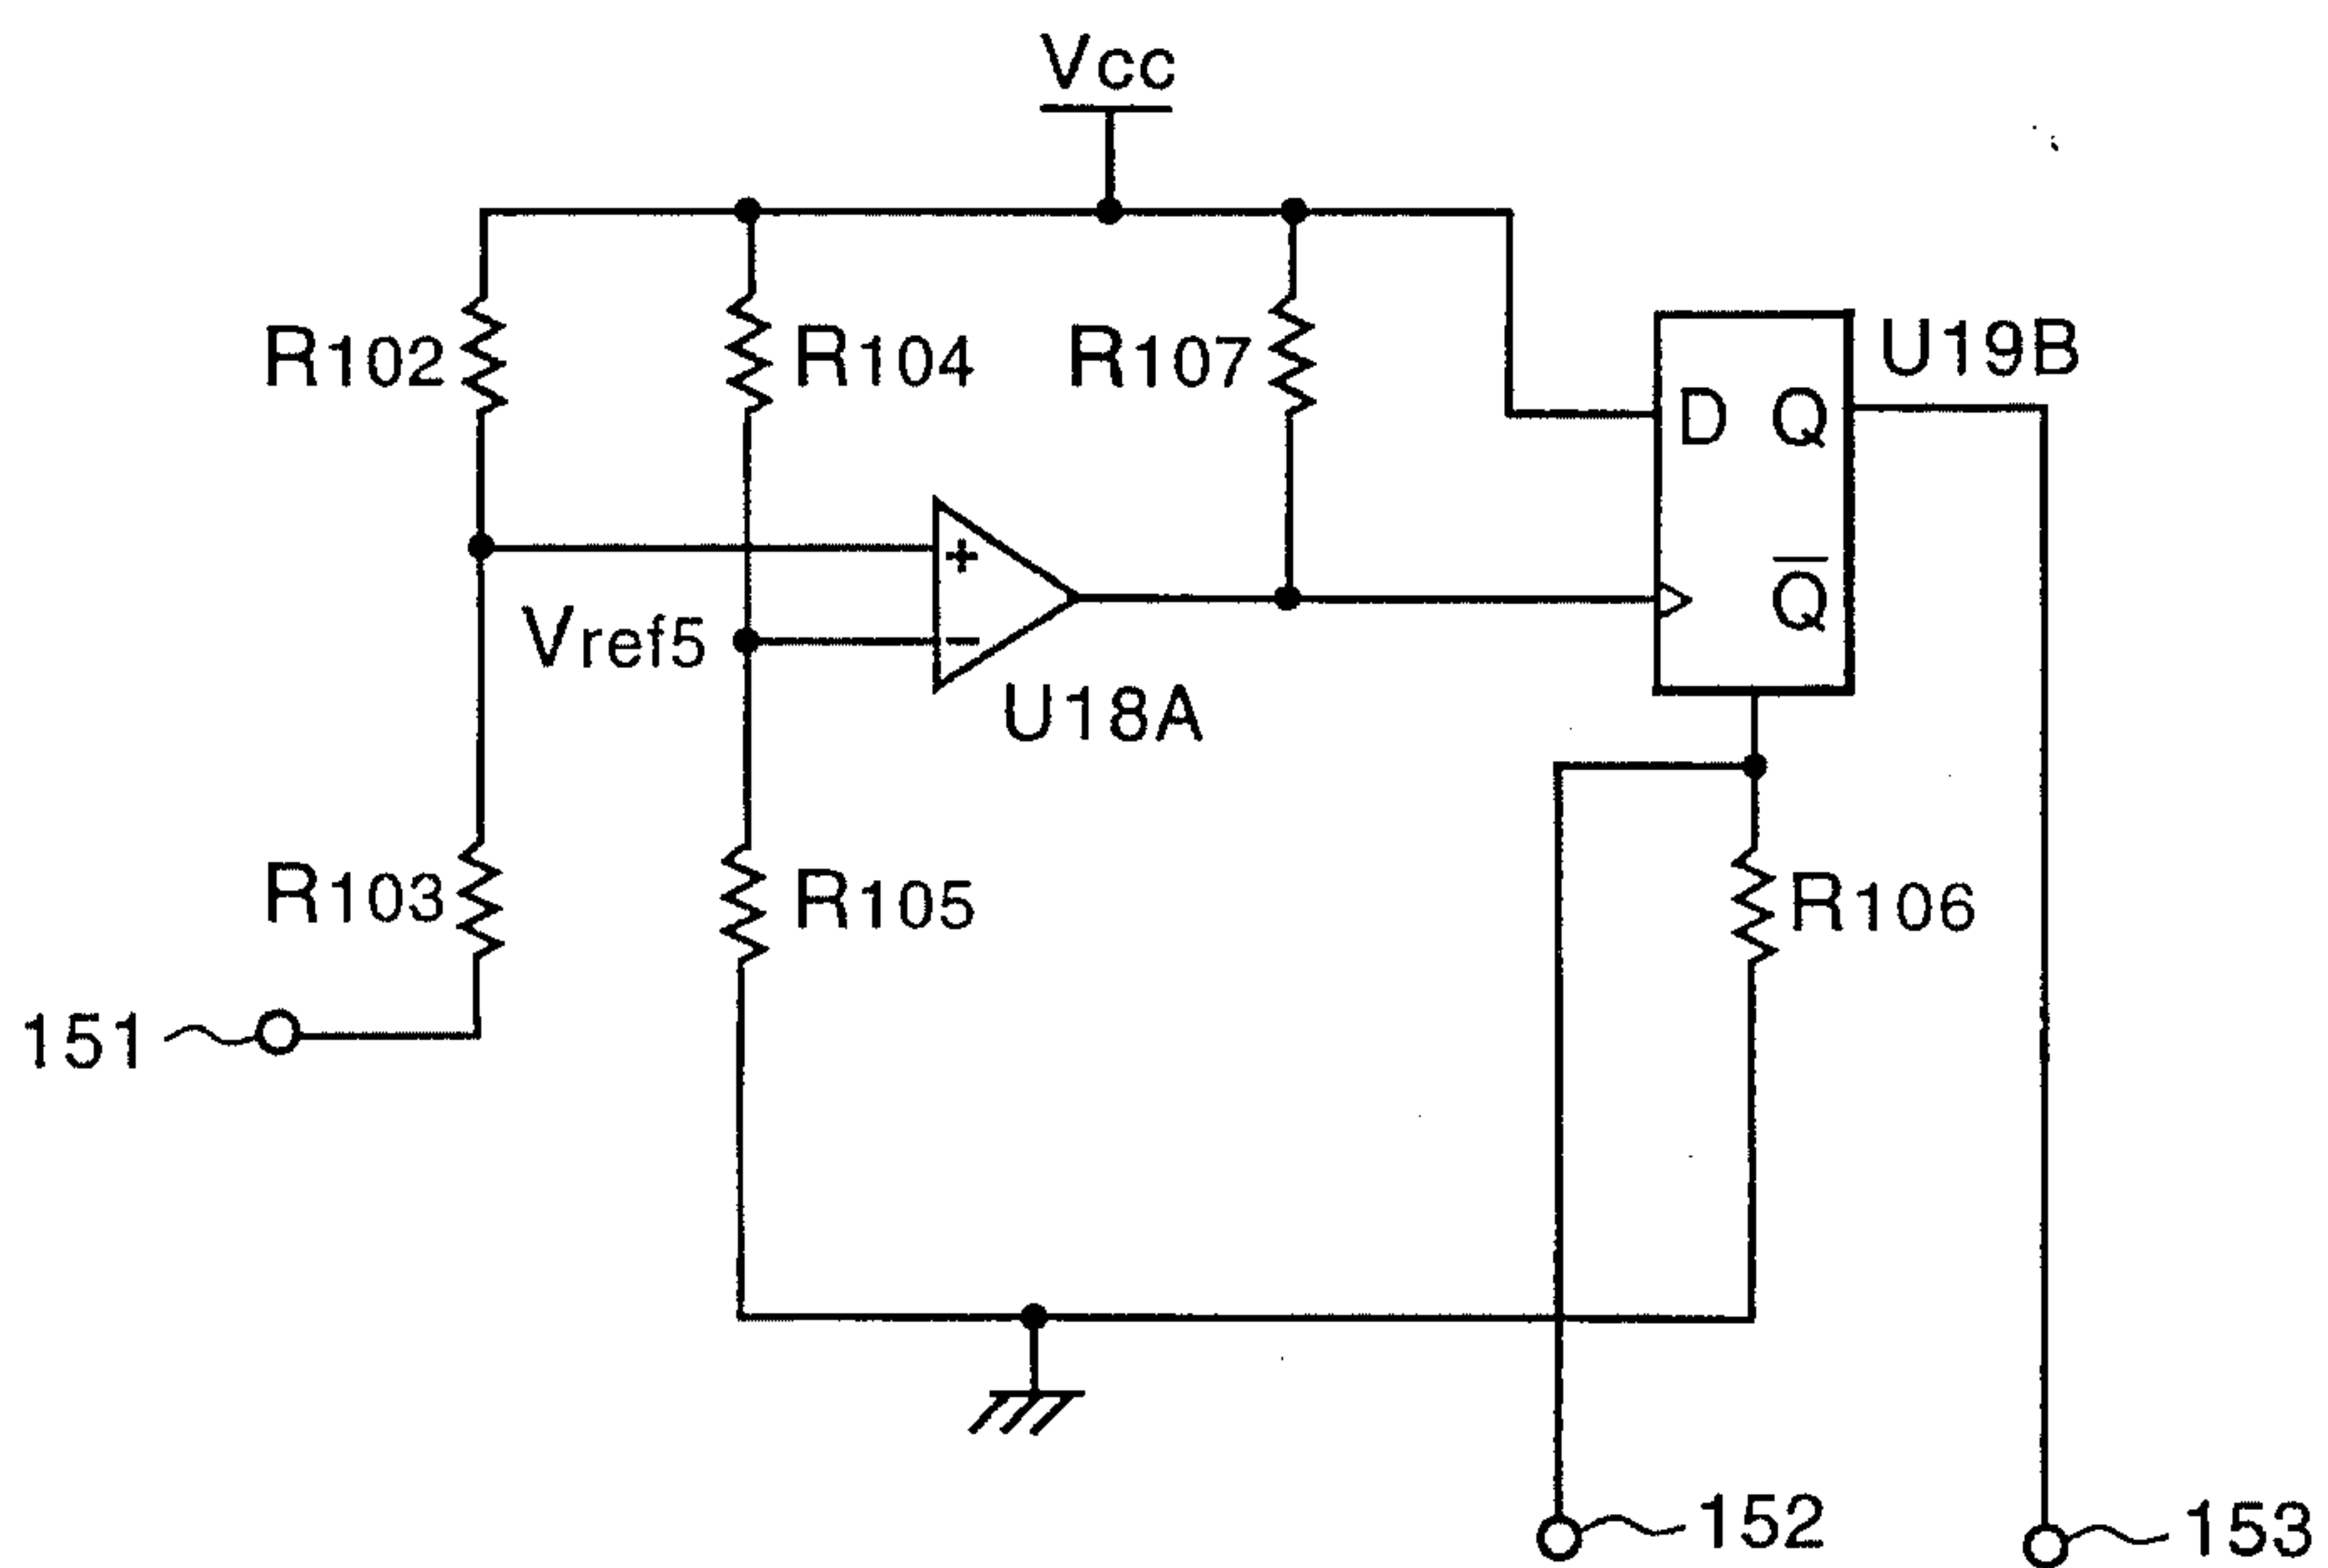 Vcc
R102
R104
R107
U19B
D Q
+
Q̅
Vref5
−
U18A
R103
R105
R106
151
152
153